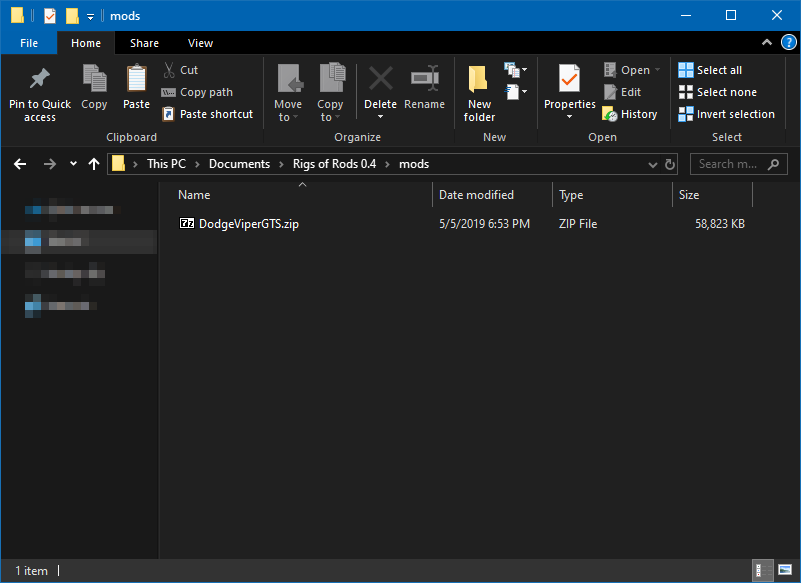 mods
File Home Share View
Pin to Quick access
Copy
Paste
Cut
Copy path
Paste shortcut
Clipboard
Move to
Copy to
Delete
Rename
Organize
New folder
New
Properties
Open
Edit
History
Open
Select all
Select none
Invert selection
Select
This PC > Documents > Rigs of Rods 0.4 > mods
Search m...
Name Date modified Type Size
DodgeViperGTS.zip 5/5/2019 6:53 PM ZIP File 58,823 KB
1 item